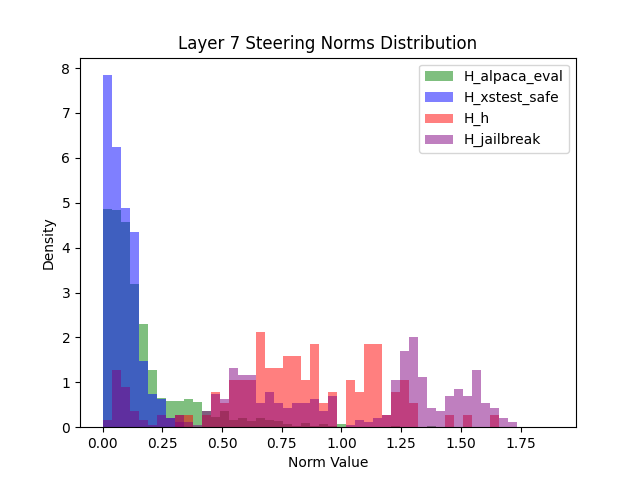 Layer 7 Steering Norms Distribution
H_alpaca_eval
H_xstest_safe
H_h
H_jailbreak
Density
8
7
6
5
4
3
2
1
0
0.00 0.25 0.50 0.75 1.00 1.25 1.50 1.75
Norm Value